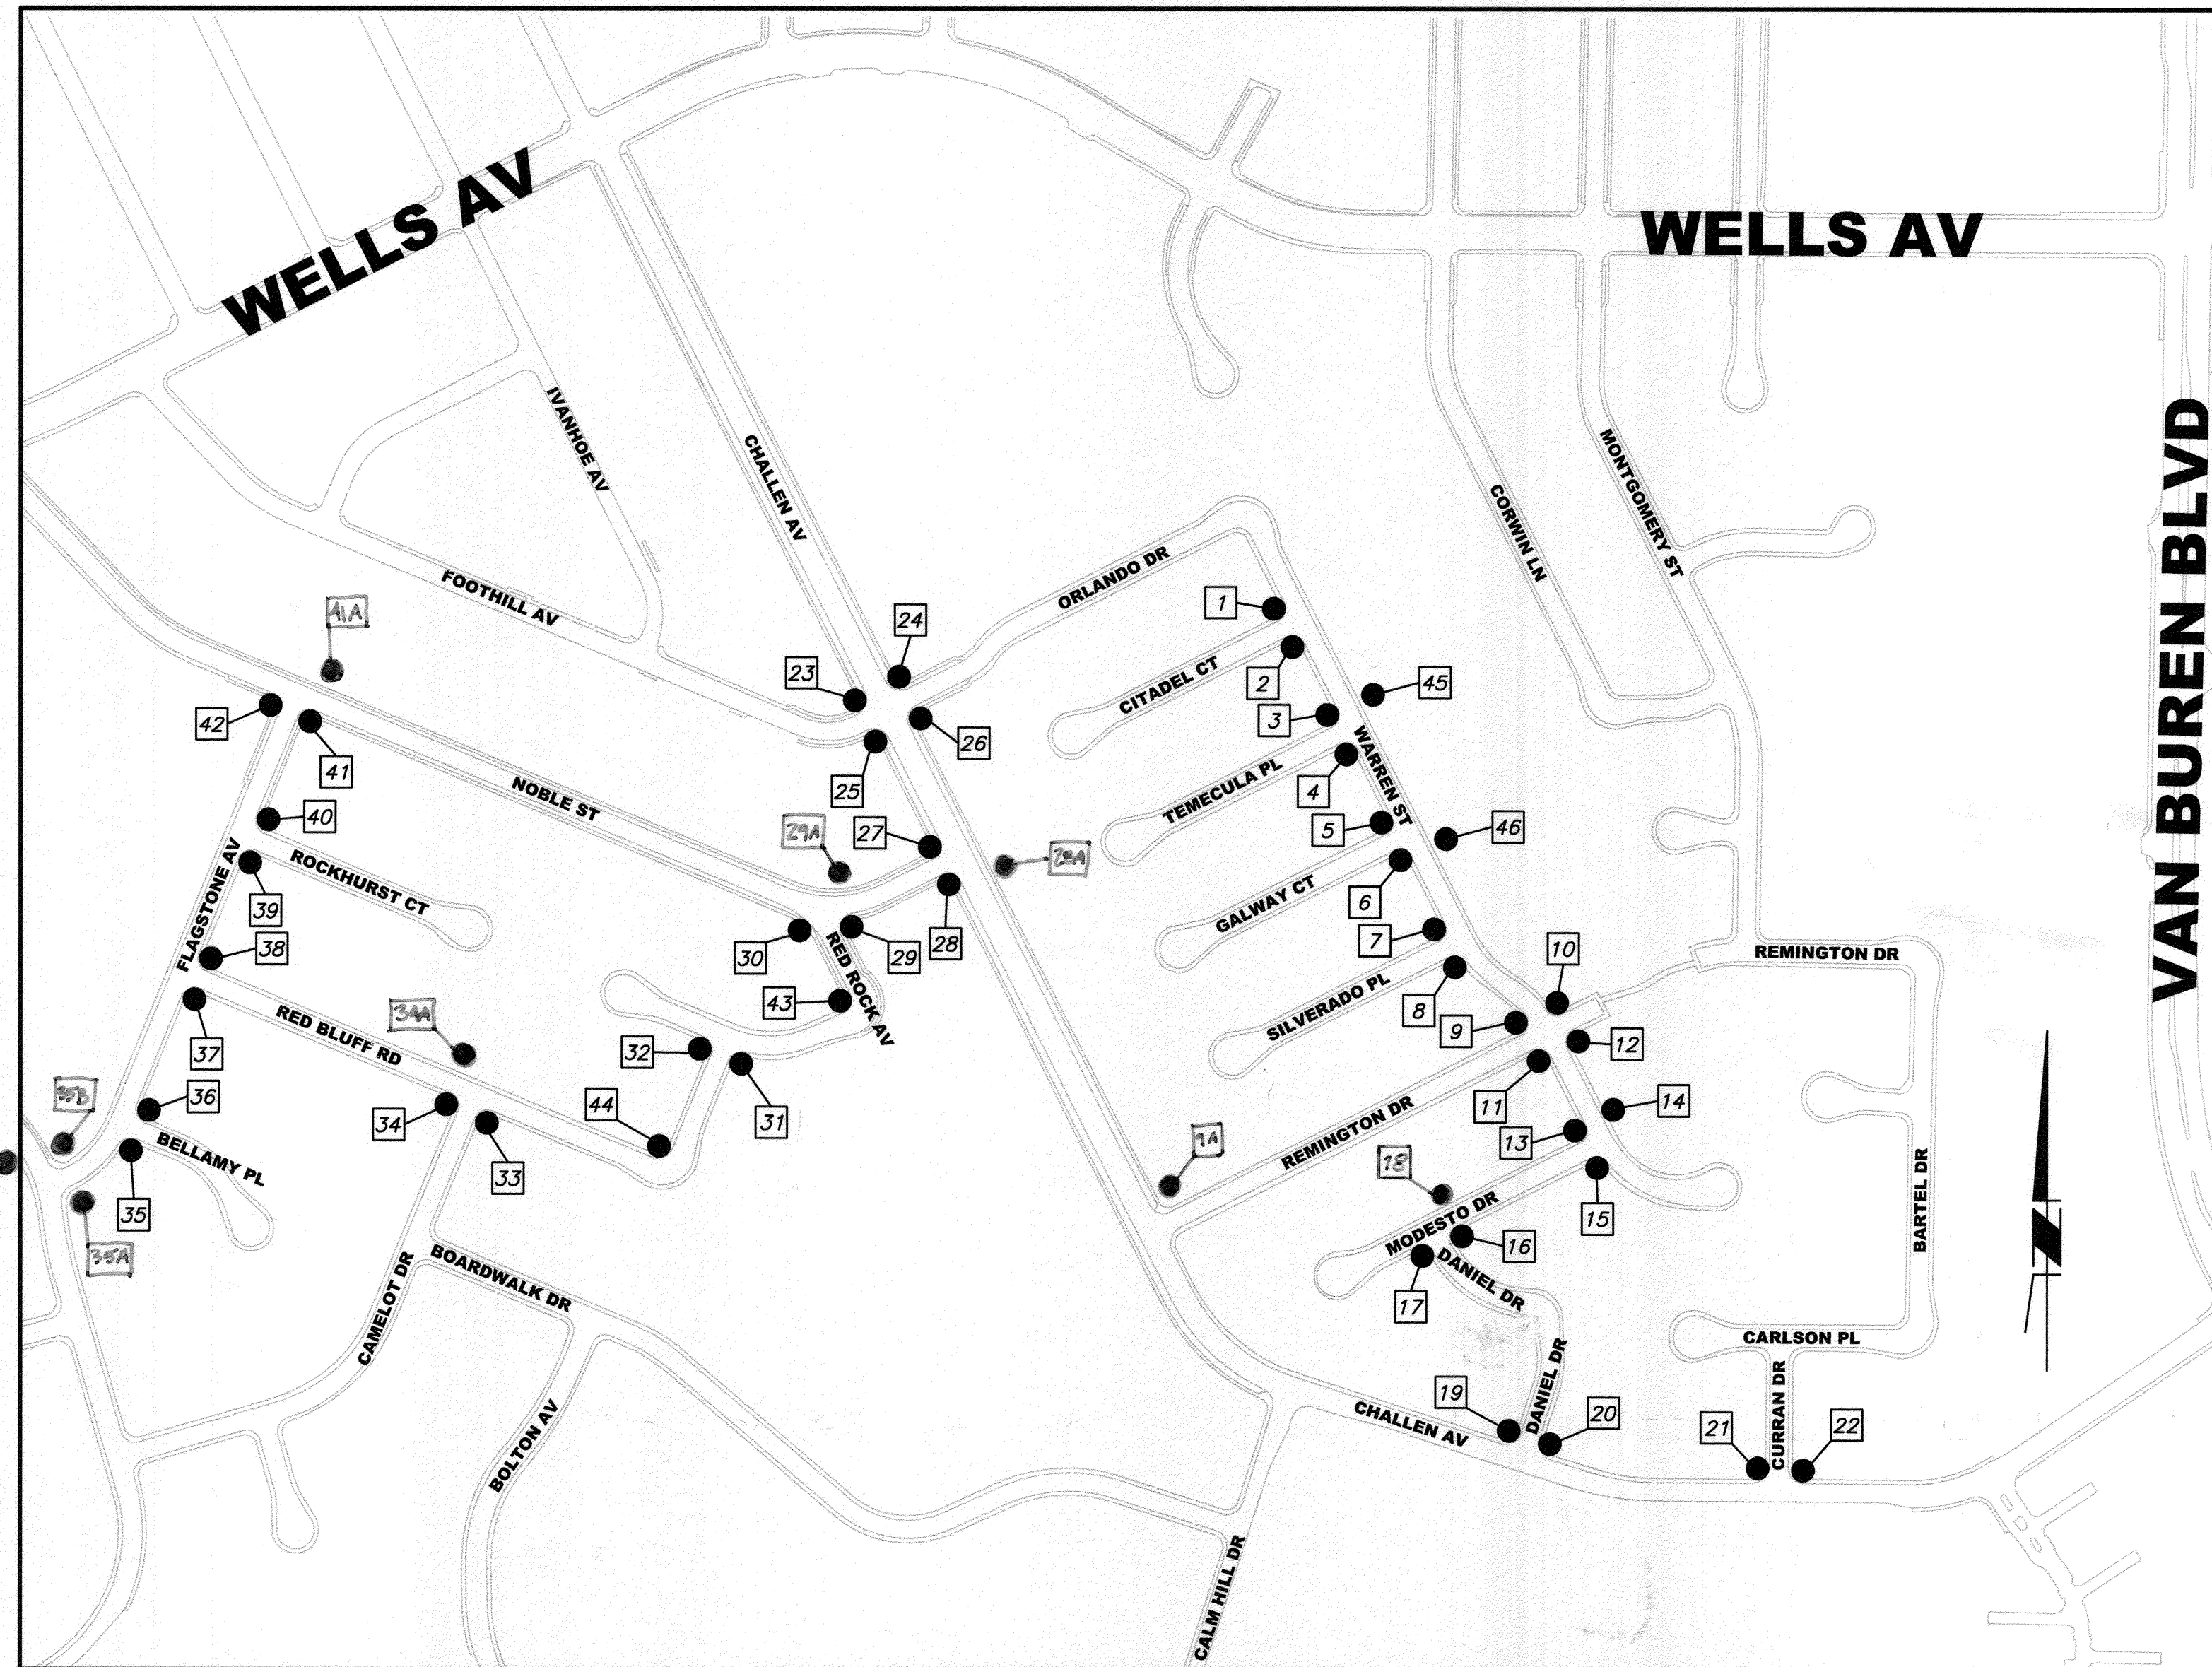 WELLS AV
WELLS AV
VAN BUREN BLVD
IVANHOE AV
CHALLEN AV
MONTGOMERY ST
CORWIN LN
FOOTHILL AV
ORLANDO DR
41A
1
24
23
CITADEL CT
2
45
3
42
26
41
NOBLE ST
25
TEMECULA PL
4
WARREN ST
40
29A
27
5
46
28A
ROCKHURST CT
FLAGSTONE AV
39
GALWAY CT
6
38
30
RED ROCK AV
29
28
7
10
REMINGTON DR
43
34A
RED BLUFF RD
SILVERADO PL
8
9
12
37
32
35B
36
44
11
14
34
31
REMINGTON DR
13
9A
BELLAMY PL
18
33
35
15
BARTEL DR
MODESTO DR
16
35A
BOARDWALK DR
DANIEL DR
17
CAMELOT DR
CARLSON PL
DANIEL DR
19
CHALLEN AV
20
CURRAN DR
21
22
BOLTON AV
CALM HILL DR
N